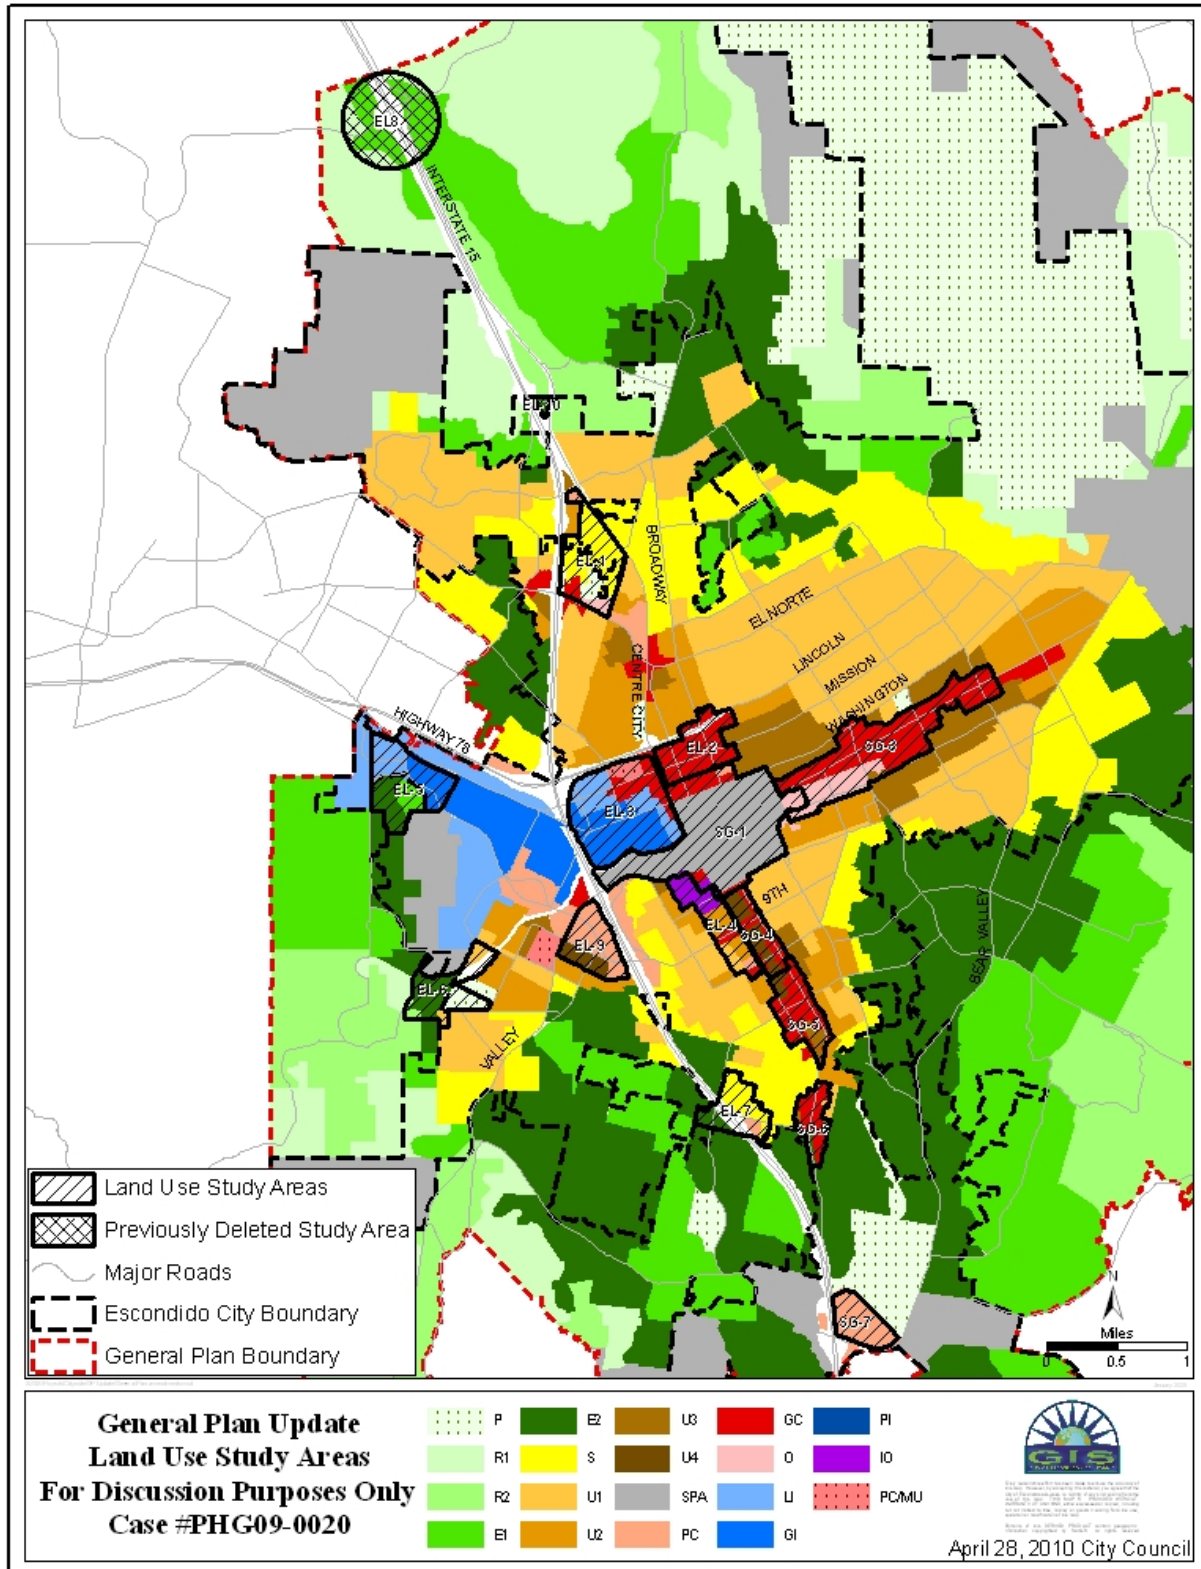 EL8
INTERSTATE 15
EL-10
EL-1
BROADWAY
EL NORTE
LINCOLN
MISSION
WASHINGTON
CENTRE CITY
HIGHWAY 78
EL-2
SG-3
EL-5
EL-3
SG-1
9TH
EL-4
SG-4
EL-9
BEAR VALLEY
EL-6
SG-5
VALLEY
EL-7
SG-6
SG-7
Land Use Study Areas
Previously Deleted Study Area
Major Roads
Escondido City Boundary
General Plan Boundary
N
Miles
0 0.5 1
General Plan Update
Land Use Study Areas
For Discussion Purposes Only
Case #PHG09-0020
P E2 U3 GC PI
R1 S U4 O IO
R2 U1 SPA LI PC/MU
E1 U2 PC GI
GIS
April 28, 2010 City Council